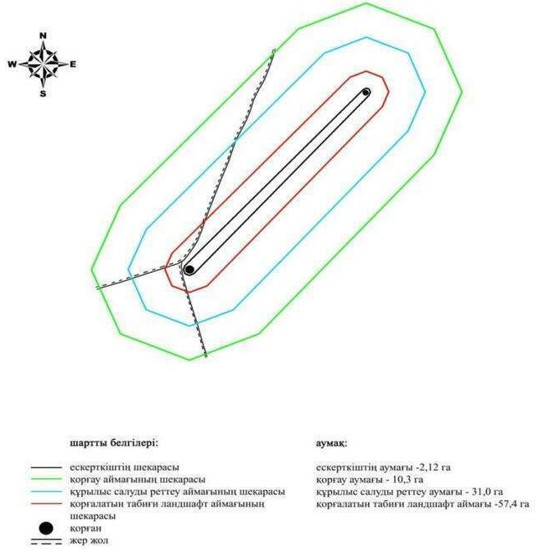 N
W E
S
шартты белгілері: аумақ:
ескерткіштің шекарасы ескерткіштің аумағы -2,12 га
қорғау аймағының шекарасы қорғау аумағы - 10,3 га
құрылыс салуды реттеу аймағының шекарасы құрылыс салуды реттеу аумағы - 31,0 га
қорғалатын табиғи ландшафт аймағының қорғалатын табиғи ландшафт аймағы -57,4 га
шекарасы
қорған
жер жол